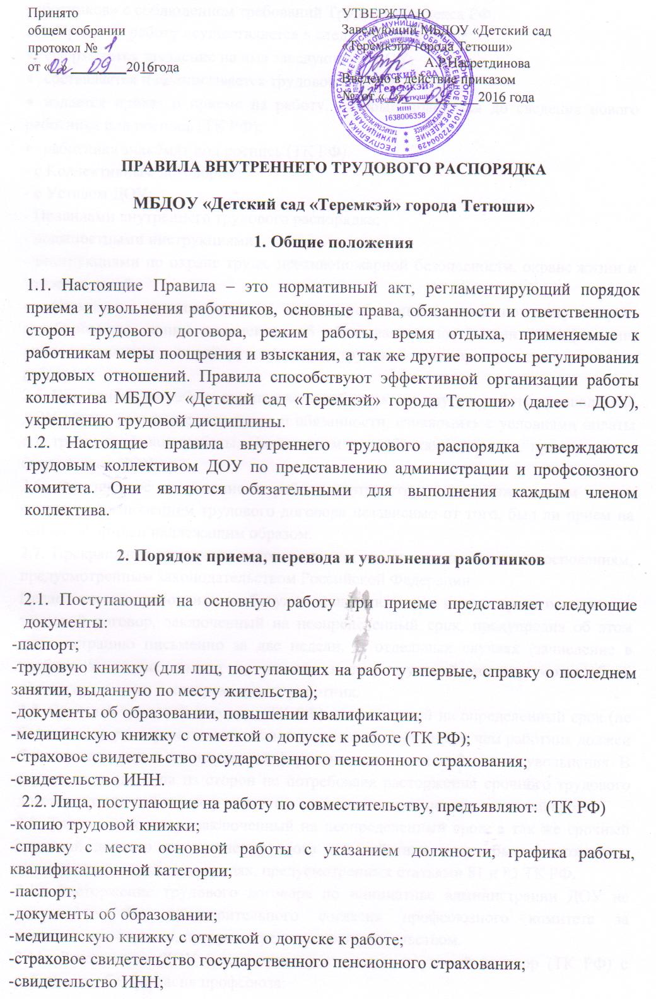 Принято
общем собрании
протокол № 1
от «02» 09 2016года
УТВЕРЖДАЮ
Заведующий МБДОУ «Детский сад
«Теремкэй» города Тетюши»
А.Р.Насретдинова
Введено в действие приказом
№ от « » 09 2016 года
Детский сад
«Теремкэй»
города Тетюши
ИНН
1638006358
ПРАВИЛА ВНУТРЕННЕГО ТРУДОВОГО РАСПОРЯДКА
МБДОУ «Детский сад «Теремкэй» города Тетюши»
1. Общие положения
1.1. Настоящие Правила – это нормативный акт, регламентирующий порядок
приема и увольнения работников, основные права, обязанности и ответственность
сторон трудового договора, режим работы, время отдыха, применяемые к
работникам меры поощрения и взыскания, а так же другие вопросы регулирования
трудовых отношений. Правила способствуют эффективной организации работы
коллектива МБДОУ «Детский сад «Теремкэй» города Тетюши» (далее – ДОУ),
укреплению трудовой дисциплины.
1.2. Настоящие правила внутреннего трудового распорядка утверждаются
трудовым коллективом ДОУ по представлению администрации и профсоюзного
комитета. Они являются обязательными для выполнения каждым членом
коллектива.
2. Порядок приема, перевода и увольнения работников
2.1. Поступающий на основную работу при приеме представляет следующие
документы:
-паспорт;
-трудовую книжку (для лиц, поступающих на работу впервые, справку о последнем
занятии, выданную по месту жительства);
-документы об образовании, повышении квалификации;
-медицинскую книжку с отметкой о допуске к работе (ТК РФ);
-страховое свидетельство государственного пенсионного страхования;
-свидетельство ИНН.
2.2. Лица, поступающие на работу по совместительству, предъявляют: (ТК РФ)
-копию трудовой книжки;
-справку с места основной работы с указанием должности, графика работы,
квалификационной категории;
-паспорт;
-документы об образовании;
-медицинскую книжку с отметкой о допуске к работе;
-страховое свидетельство государственного пенсионного страхования;
-свидетельство ИНН;